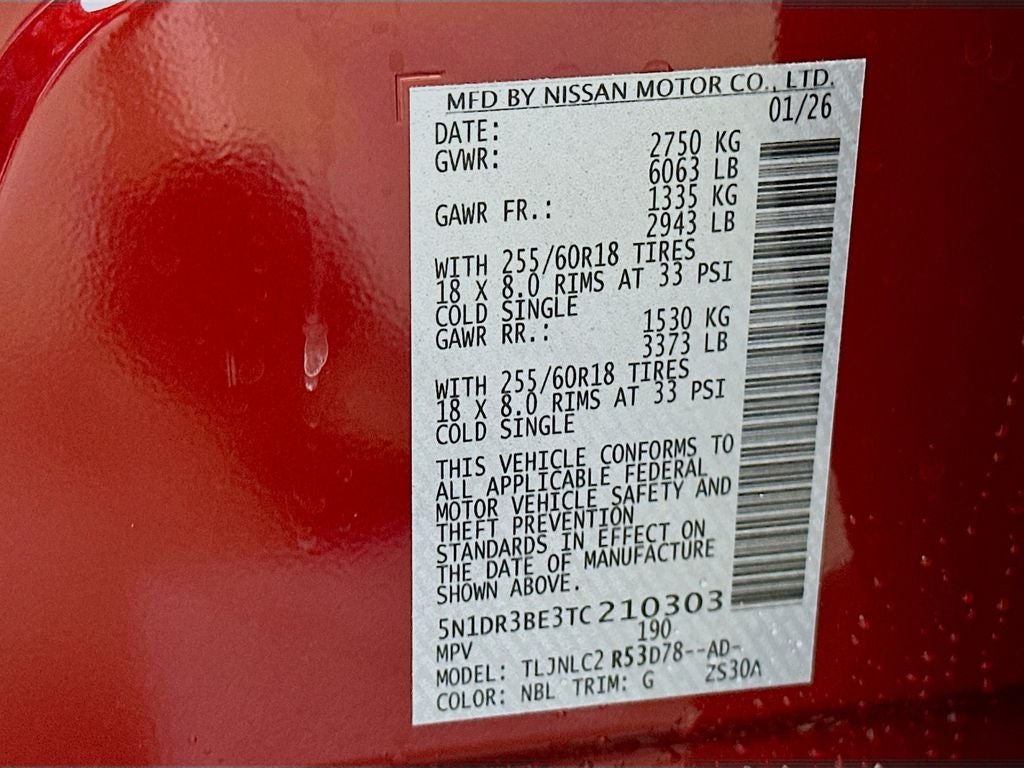 MFD BY NISSAN MOTOR CO., LTD.
DATE: 01/26
GVWR: 2750 KG
6063 LB
GAWR FR.: 1335 KG
2943 LB
WITH 255/60R18 TIRES
18 X 8.0 RIMS AT 33 PSI
COLD SINGLE
GAWR RR.: 1530 KG
3373 LB
WITH 255/60R18 TIRES
18 X 8.0 RIMS AT 33 PSI
COLD SINGLE
THIS VEHICLE CONFORMS TO
ALL APPLICABLE FEDERAL
MOTOR VEHICLE SAFETY AND
THEFT PREVENTION
STANDARDS IN EFFECT ON
THE DATE OF MANUFACTURE
SHOWN ABOVE.
5N1DR3BE3TC210303
MPV 190
MODEL: TLJNLC2 R53D78--AD-
COLOR: NBL TRIM: G ZS30A